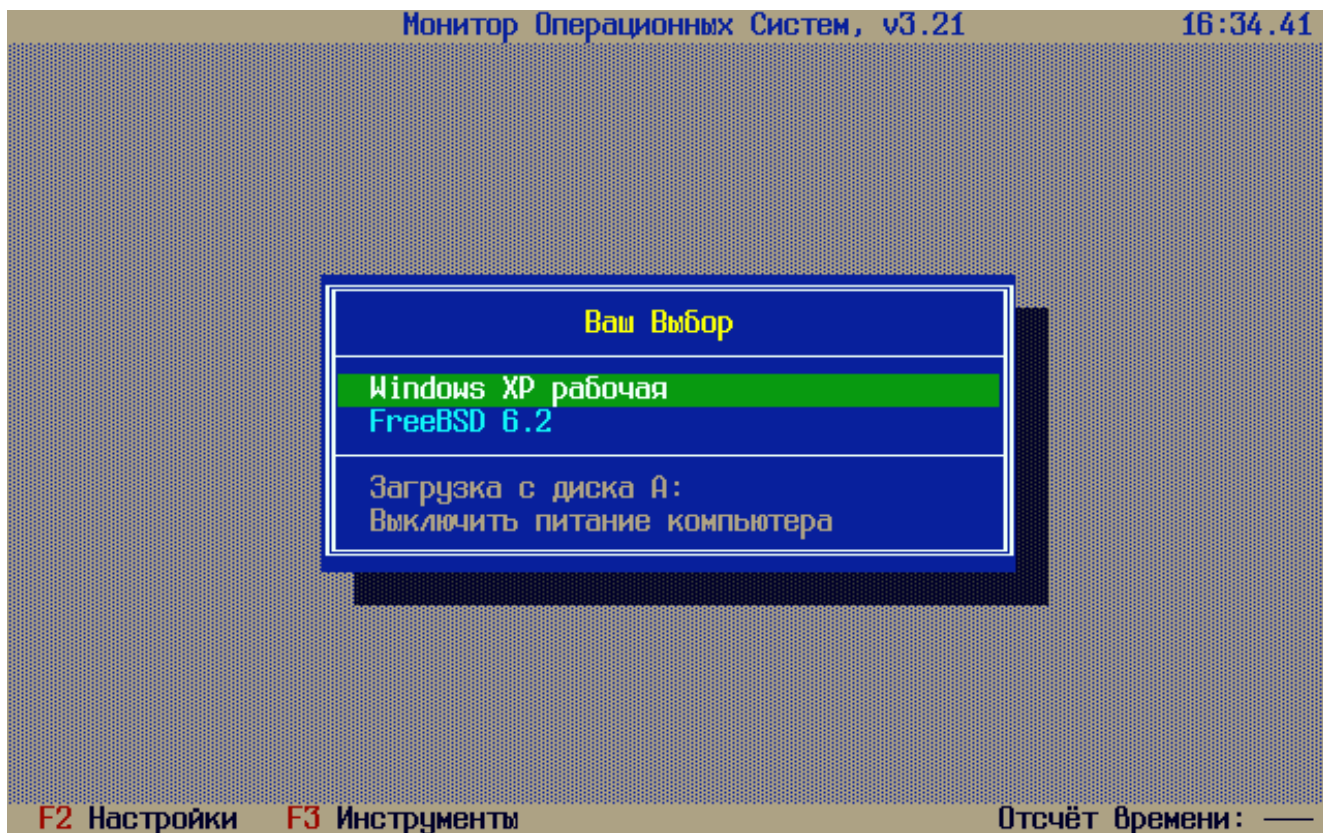 Монитор Операционных Систем, v3.21 16:34.41
Ваш Выбор
Windows XP рабочая
FreeBSD 6.2
Загрузка с диска A:
Выключить питание компьютера
F2 Настройки F3 Инструменты Отсчёт Времени: ——